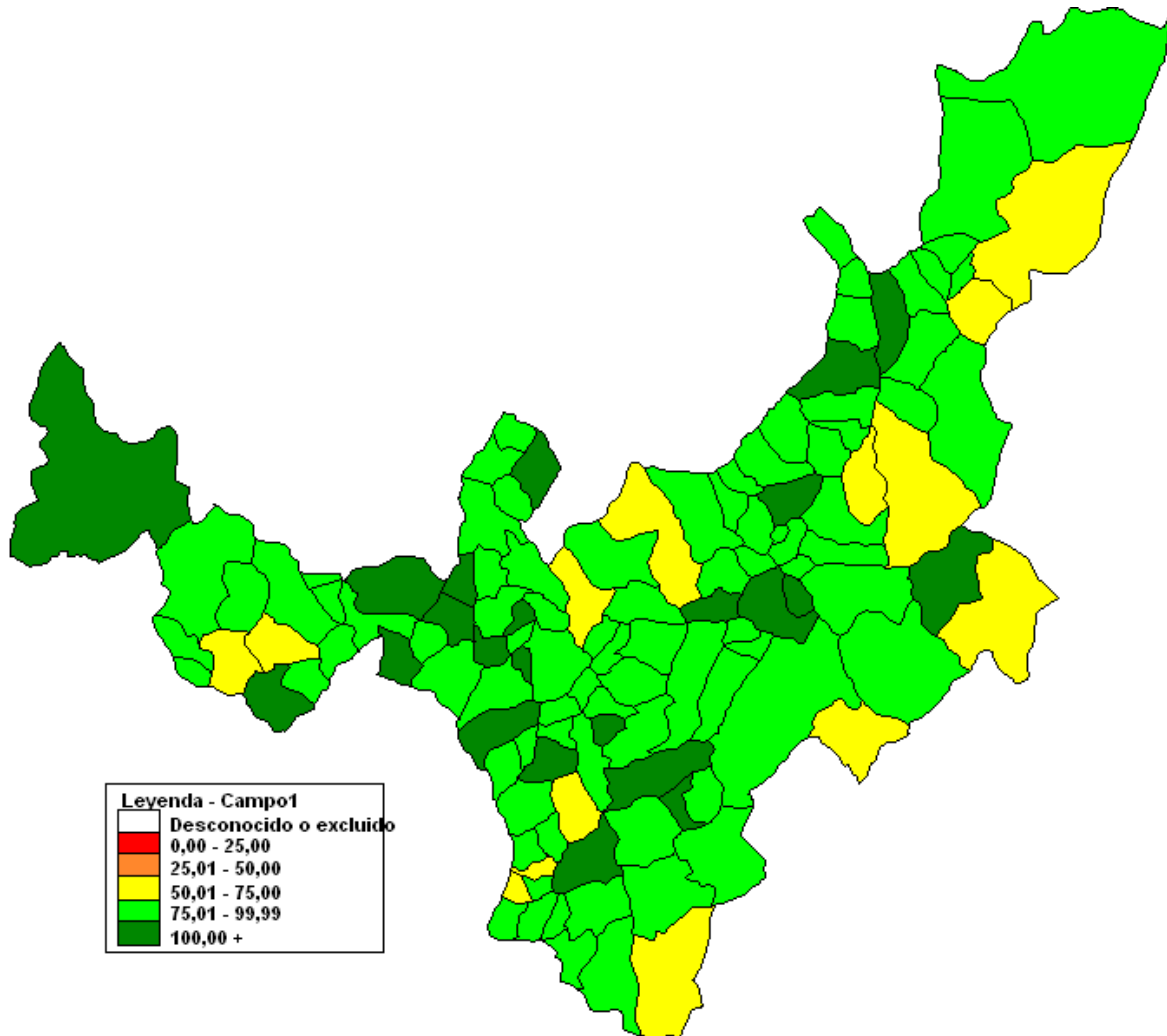 Leyenda - Campo1
Desconocido o excluido
0,00 - 25,00
25,01 - 50,00
50,01 - 75,00
75,01 - 99,99
100,00 +